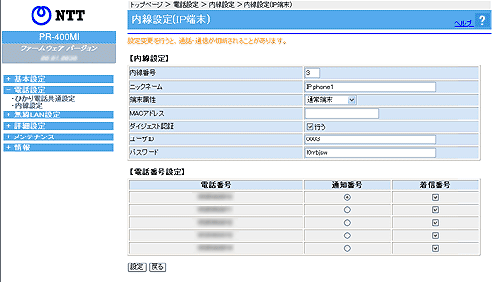 NTT
PR-400MI
ファームウェア バージョン
基本設定
電話設定
・ひかり電話共通設定
・内線設定
無線LAN設定
詳細設定
メンテナンス
情報
トップページ > 電話設定 > 内線設定 > 内線設定(IP端末)
内線設定(IP端末)
ヘルプ ?
設定変更を行うと、通話・通信が切断されることがあります。
【内線設定】
内線番号 3
ニックネーム IPphone1
端末属性 通常端末
MACアドレス
ダイジェスト認証 行う
ユーザID 0003
パスワード
【電話番号設定】
電話番号 通知番号 着信番号
設定 戻る